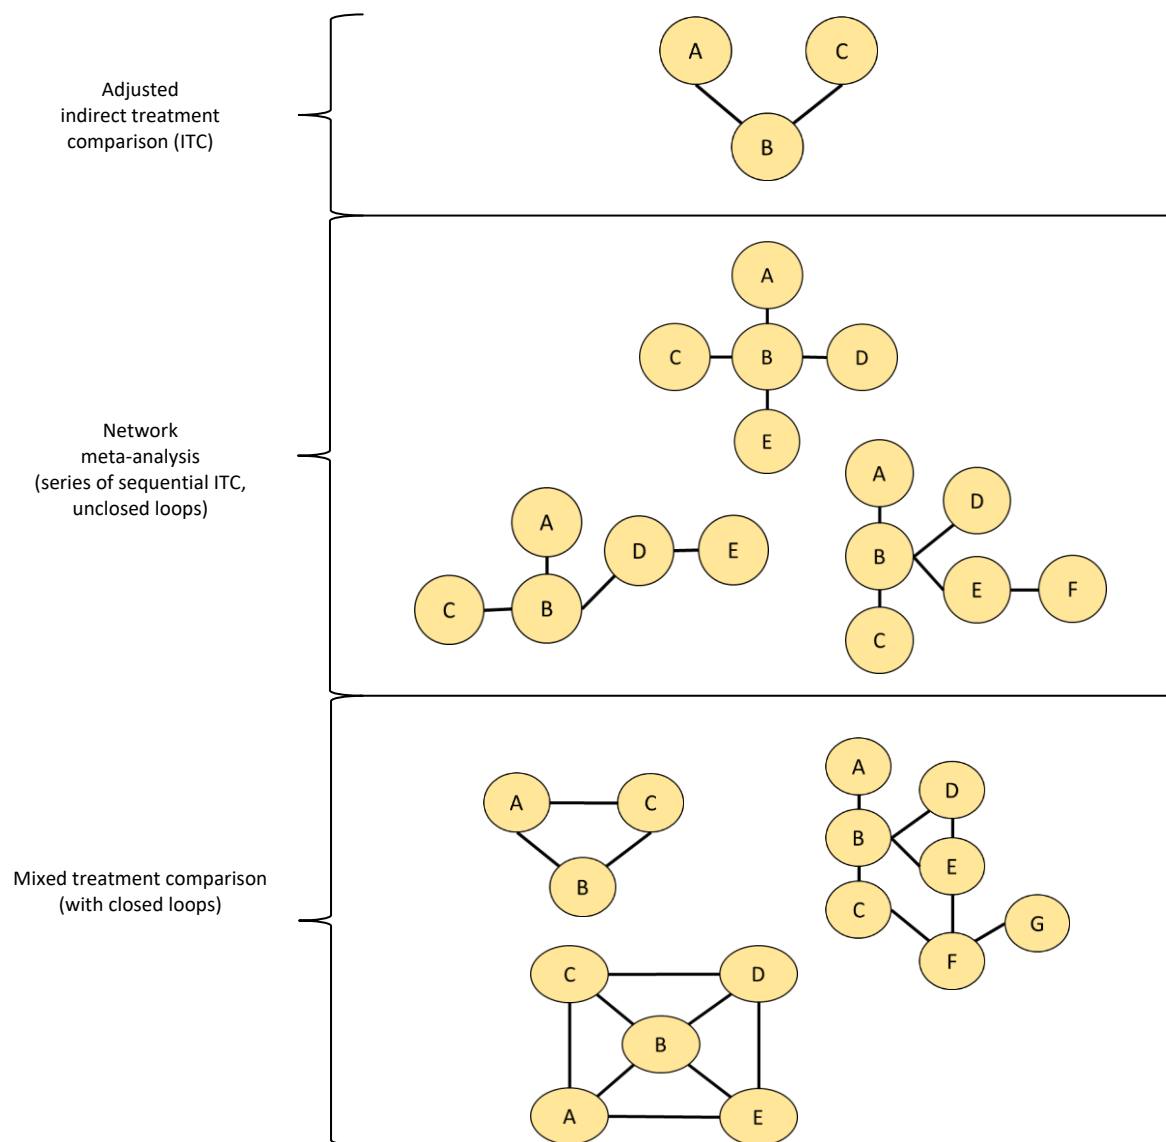 Adjusted
indirect treatment
comparison (ITC)
A
C
B
Network
meta-analysis
(series of sequential ITC,
unclosed loops)
A
C
B
D
E
A
D
E
C
B
A
D
B
E
F
C
Mixed treatment comparison
(with closed loops)
A
C
B
A
D
B
E
C
G
F
C
D
B
A
E